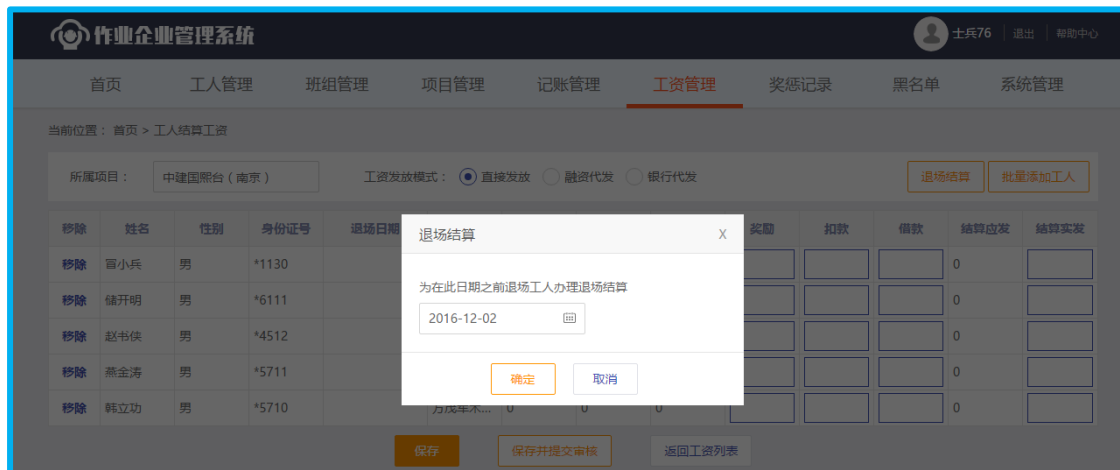 作业企业管理系统 士兵76 退出 帮助中心
首页 工人管理 班组管理 项目管理 记账管理 工资管理 奖惩记录 黑名单 系统管理
当前位置： 首页 > 工人结算工资
所属项目： 中建国熙台（南京） 工资发放模式： 直接发放 融资代发 银行代发 退场结算 批量添加工人
移除 姓名 性别 身份证号 退场日期 奖励 扣款 借款 结算应发 结算实发
退场结算 X
移除 小兵 男 *1130 0
移除 储开明 男 *6111 0
为在此日期之前退场工人办理退场结算
2016-12-02
移除 赵书侠 男 *4512 0
移除 燕金涛 男 *5711 0
确定 取消
移除 韩立功 男 *5710 0 0 0 0
保存 保存并提交审核 返回工资列表